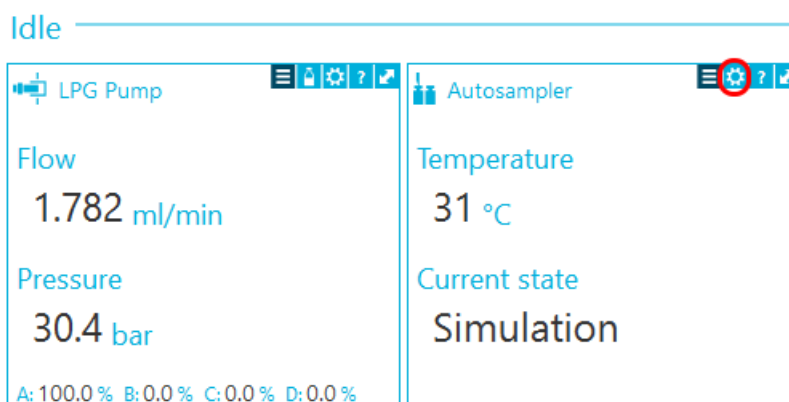 Idle
LPG Pump
?
Flow
1.782 ml/min
Pressure
30.4 bar
A: 100.0 % B: 0.0 % C: 0.0 % D: 0.0 %
Autosampler
?
Temperature
31 °C
Current state
Simulation